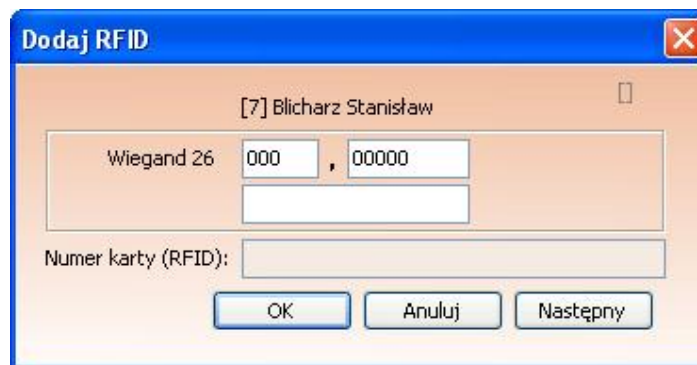 Dodaj RFID
[7] Blicharz Stanisław
[]
Wiegand 26 000 , 00000
Numer karty (RFID):
OK Anuluj Następny